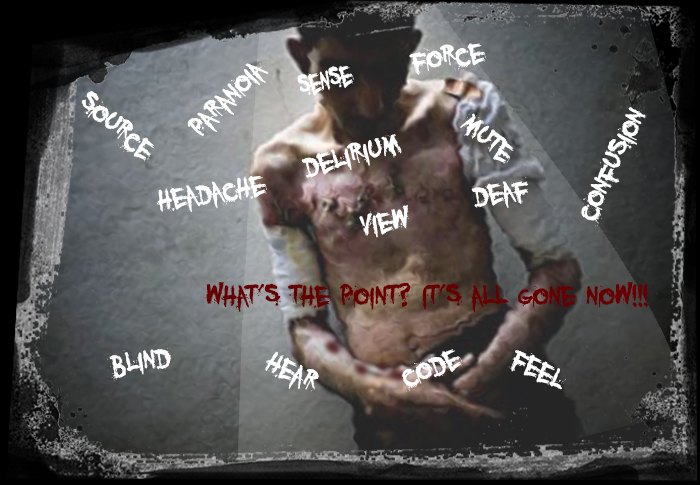 FORCE
PARANOIA
SENSE
SOURCE
MUTE
DELIRIUM
CONFUSION
HEADACHE
DEAF
VIEW
WHAT'S THE POINT? IT'S ALL GONE NOW!!!
BLIND
HEAR
CODE
FEEL